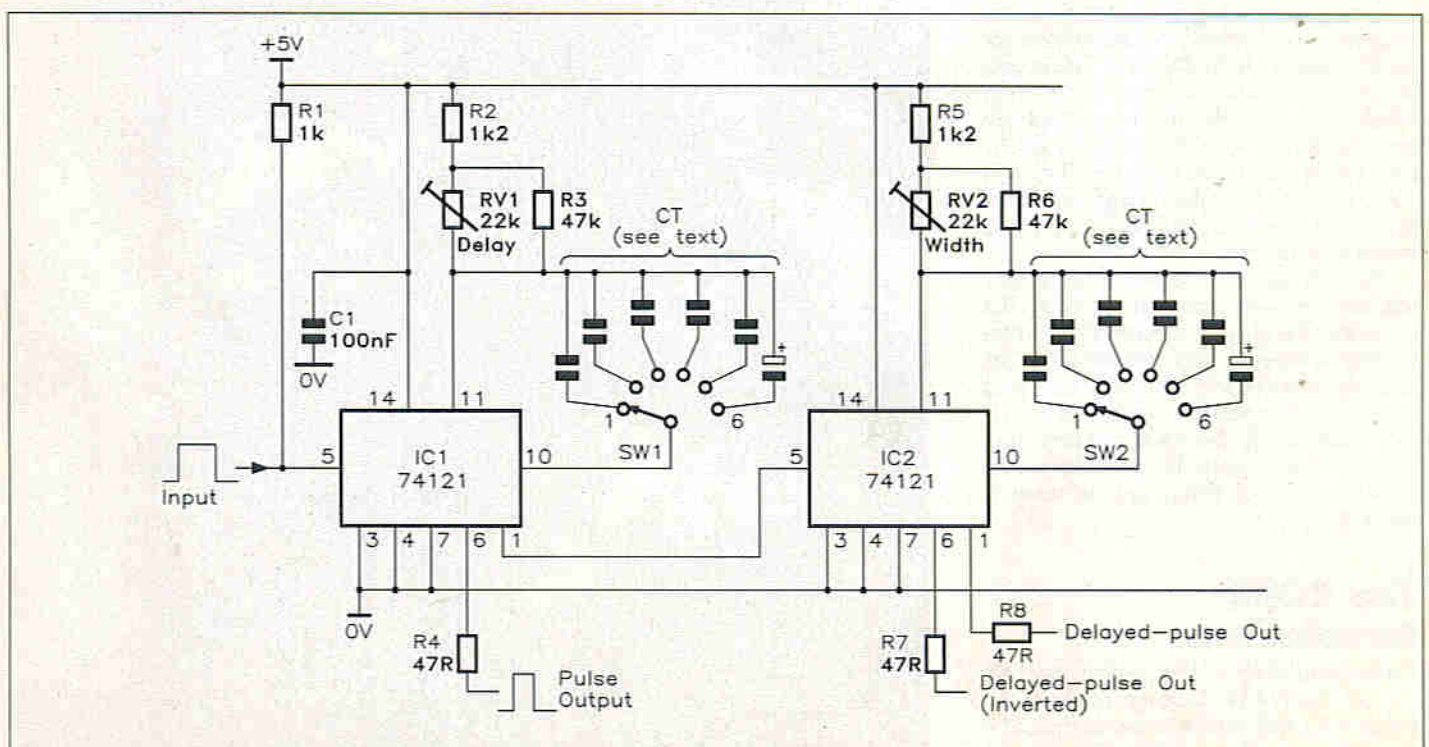 +5V
R1
1k
R2
1k2
R5
1k2
RV1
22k
Delay
R3
47k
CT
(see text)
RV2
22k
Width
R6
47k
CT
(see text)
C1
100nF
0V
14
11
1
6
14
11
1
6
Input
5
IC1
74121
10
SW1
5
IC2
74121
10
SW2
3
4
7
6
1
3
4
7
6
1
0V
R4
47R
Pulse
Output
R8
47R
Delayed-pulse Out
R7
47R
Delayed-pulse Out
(Inverted)